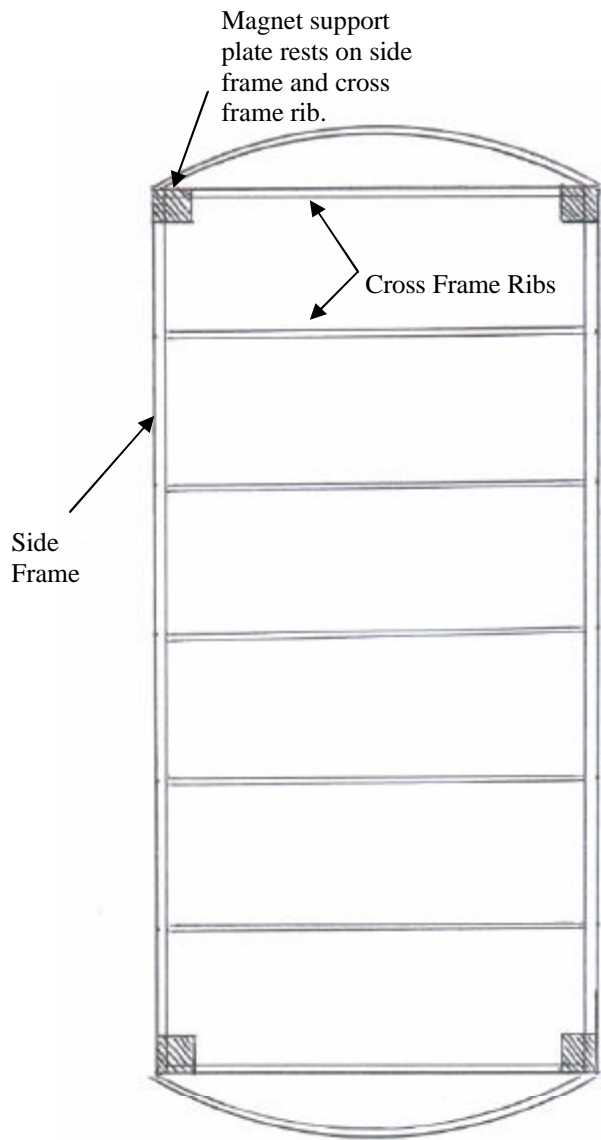 Magnet support
plate rests on side
frame and cross
frame rib.
Cross Frame Ribs
Side
Frame